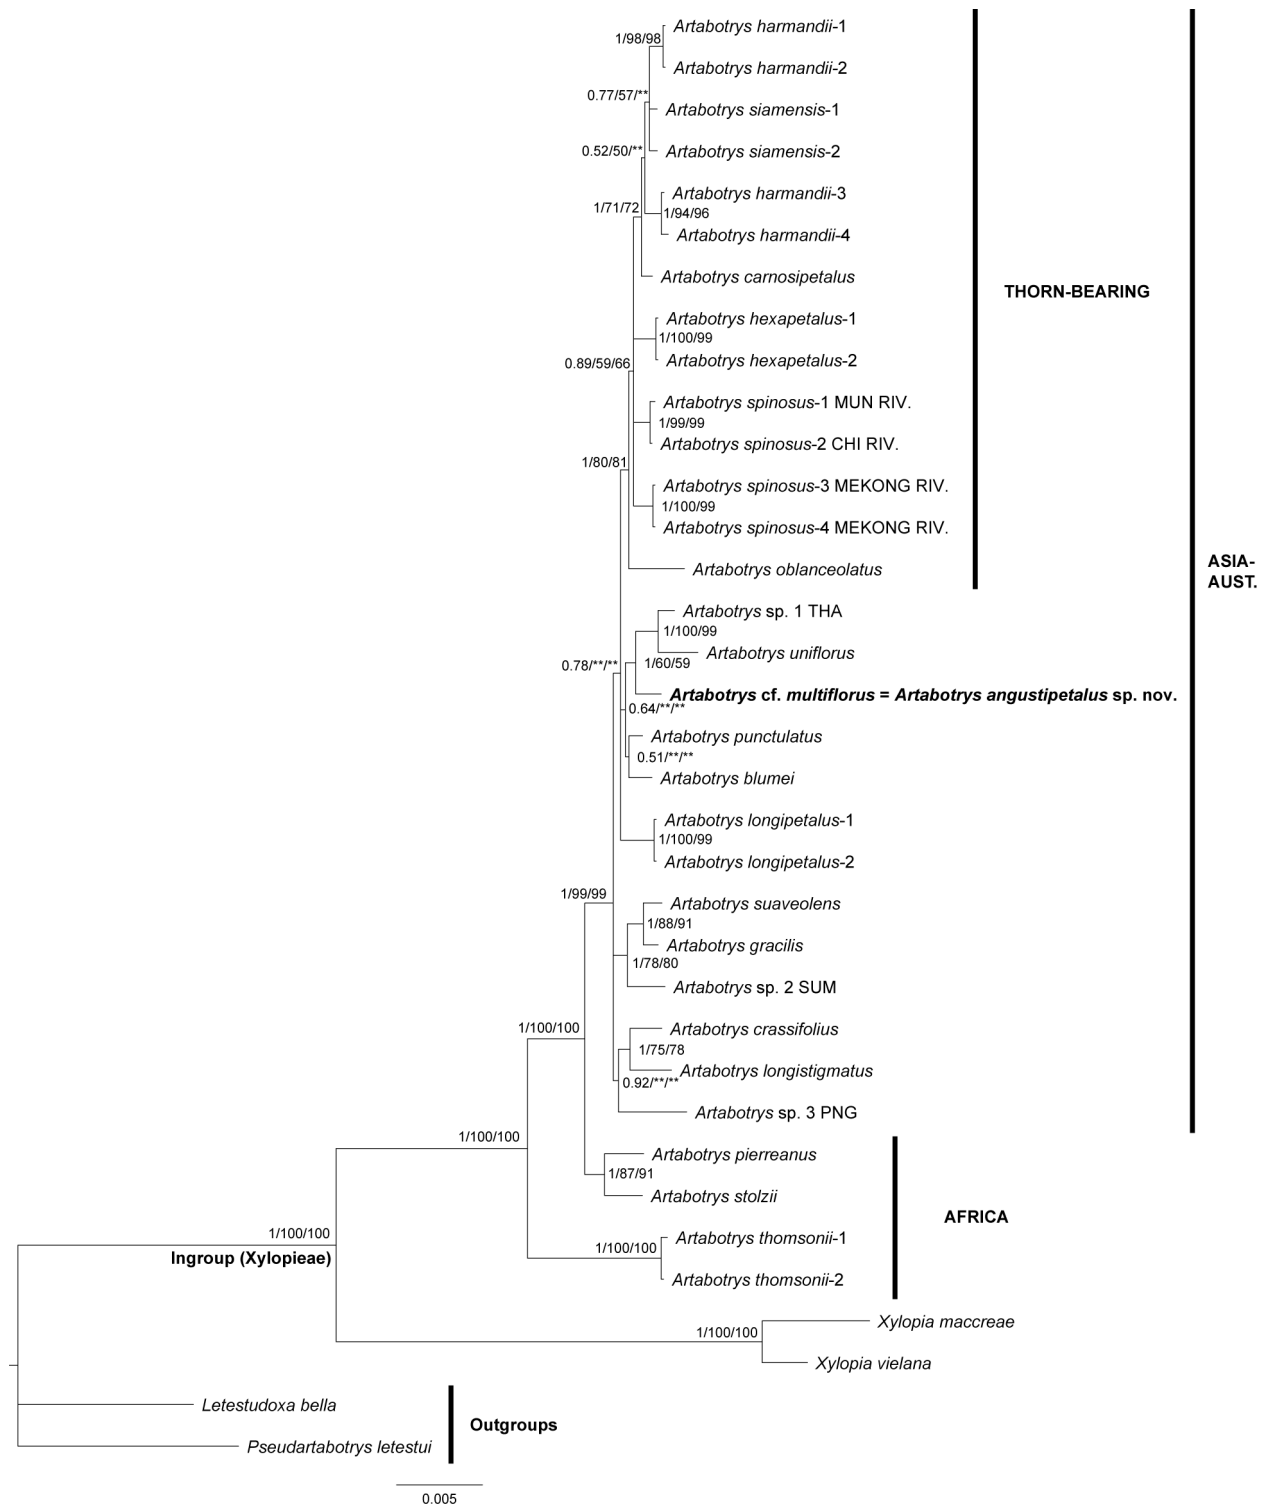 Artabotrys harmandii-1
1/98/98
Artabotrys harmandii-2
0.77/57/**
Artabotrys siamensis-1
0.52/50/**
Artabotrys siamensis-2
Artabotrys harmandii-3
1/94/96
1/71/72
Artabotrys harmandii-4
Artabotrys carnosipetalus
THORN-BEARING
Artabotrys hexapetalus-1
1/100/99
Artabotrys hexapetalus-2
0.89/59/66
Artabotrys spinosus-1 MUN RIV.
1/99/99
Artabotrys spinosus-2 CHI RIV.
1/80/81
Artabotrys spinosus-3 MEKONG RIV.
1/100/99
Artabotrys spinosus-4 MEKONG RIV.
Artabotrys oblanceolatus
ASIA-
AUST.
Artabotrys sp. 1 THA
1/100/99
Artabotrys uniflorus
1/60/59
0.78/**/**
Artabotrys cf. multiflorus = Artabotrys angustipetalus sp. nov.
0.64/**/**
Artabotrys punctulatus
0.51/**/**
Artabotrys blumei
Artabotrys longipetalus-1
1/100/99
Artabotrys longipetalus-2
1/99/99
Artabotrys suaveolens
1/88/91
Artabotrys gracilis
1/78/80
Artabotrys sp. 2 SUM
1/100/100
Artabotrys crassifolius
1/75/78
Artabotrys longistigmatus
0.92/**/**
Artabotrys sp. 3 PNG
1/100/100
Artabotrys pierreanus
1/87/91
Artabotrys stolzii
AFRICA
1/100/100
Ingroup (Xylopieae)
Artabotrys thomsonii-1
1/100/100
Artabotrys thomsonii-2
Xylopia maccreae
1/100/100
Xylopia vielana
Letestudoxa bella
Outgroups
Pseudartabotrys letestui
0.005